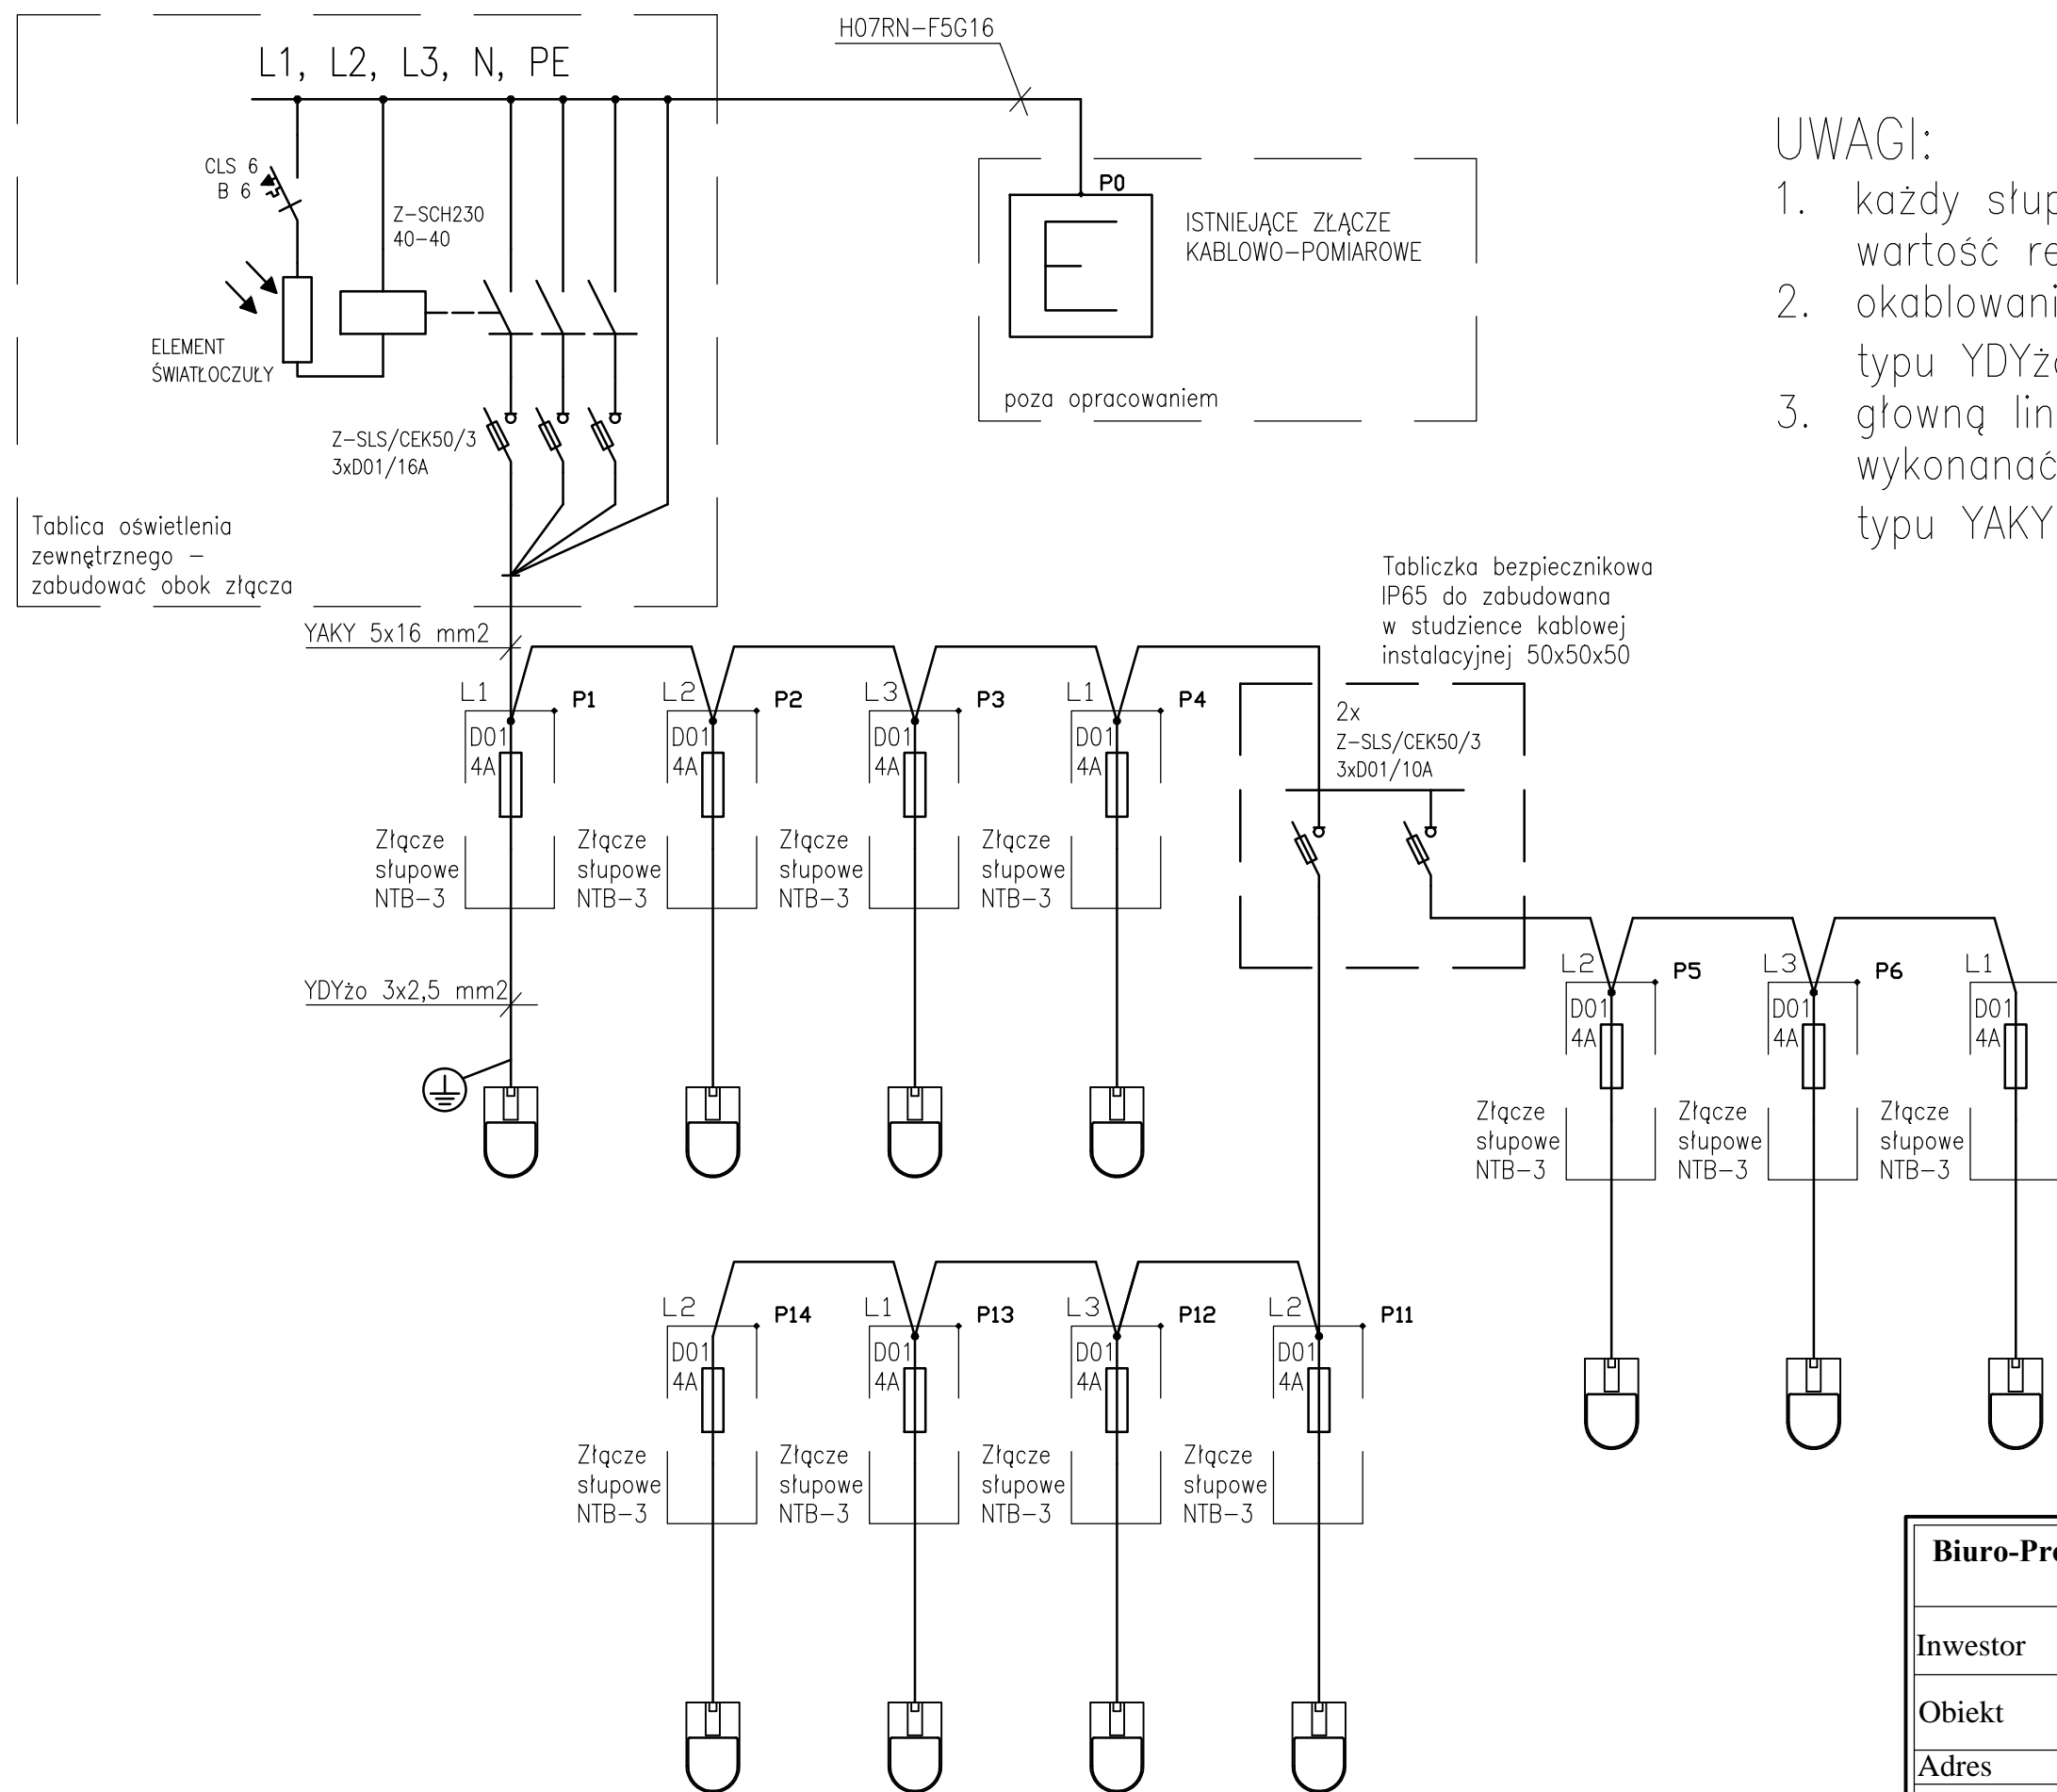 H07RN-F5G16
L1, L2, L3, N, PE
CLS 6
B 6
Z-SCH230
40-40
ELEMENT
ŚWIATŁOCZUŁY
Z-SLS/CEK50/3
3xD01/16A
Tablica oświetlenia
zewnętrznego -
zabudować obok złącza
P0
ISTNIEJĄCE ZŁĄCZE
KABLOWO-POMIAROWE
poza opracowaniem
UWAGI:
1. każdy słup
wartość re
2. okablowani
typu YDYżo
3. głowną lin
wykonanać
typu YAKY
Tabliczka bezpiecznikowa
IP65 do zabudowana
w studzience kablowej
instalacyjnej 50x50x50
2x
Z-SLS/CEK50/3
3xD01/10A
YAKY 5x16 mm2
L1 P1
D01
4A
Złącze
słupowe
NTB-3
L2 P2
D01
4A
Złącze
słupowe
NTB-3
L3 P3
D01
4A
Złącze
słupowe
NTB-3
L1 P4
D01
4A
Złącze
słupowe
NTB-3
YDYżo 3x2,5 mm2
L2 P5
D01
4A
Złącze
słupowe
NTB-3
L3 P6
D01
4A
Złącze
słupowe
NTB-3
L1
D01
4A
Złącze
słupowe
NTB-3
L2 P14
D01
4A
Złącze
słupowe
NTB-3
L1 P13
D01
4A
Złącze
słupowe
NTB-3
L3 P12
D01
4A
Złącze
słupowe
NTB-3
L2 P11
D01
4A
Złącze
słupowe
NTB-3
Biuro-Pro
Inwestor
Obiekt
Adres